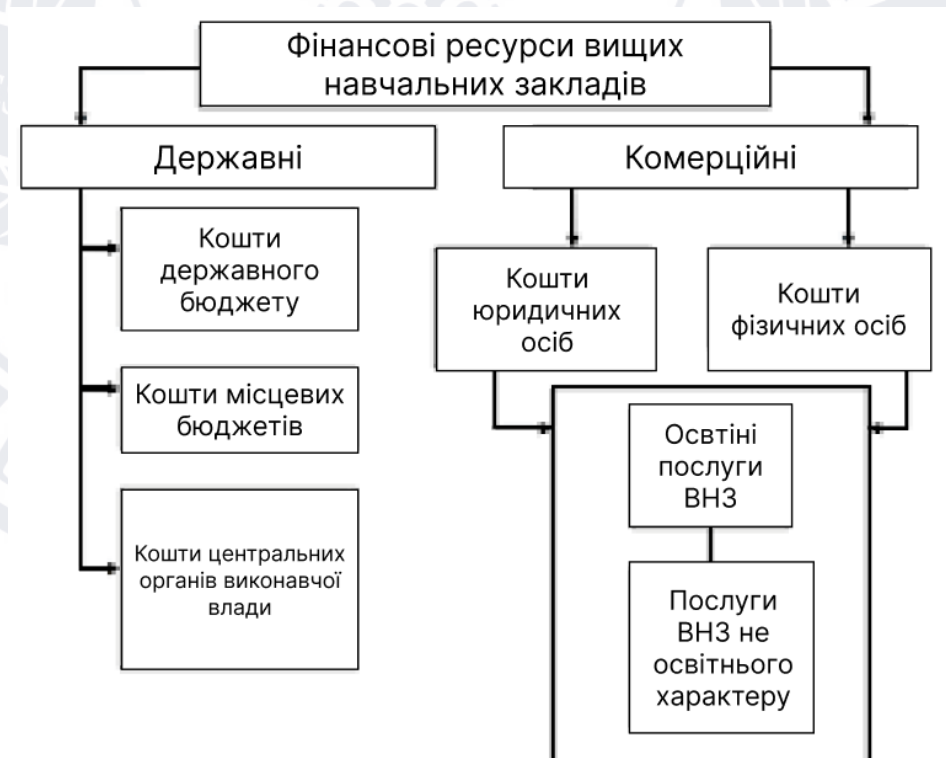 Фінансові ресурси вищих
навчальних закладів
Державні
Комерційні
Кошти
державного
бюджету
Кошти місцевих
бюджетів
Кошти центральних
органів виконавчої
влади
Кошти
юридичних
осіб
Кошти
фізичних осіб
Освтіні
послуги
ВНЗ
Послуги
ВНЗ не
освітнього
характеру